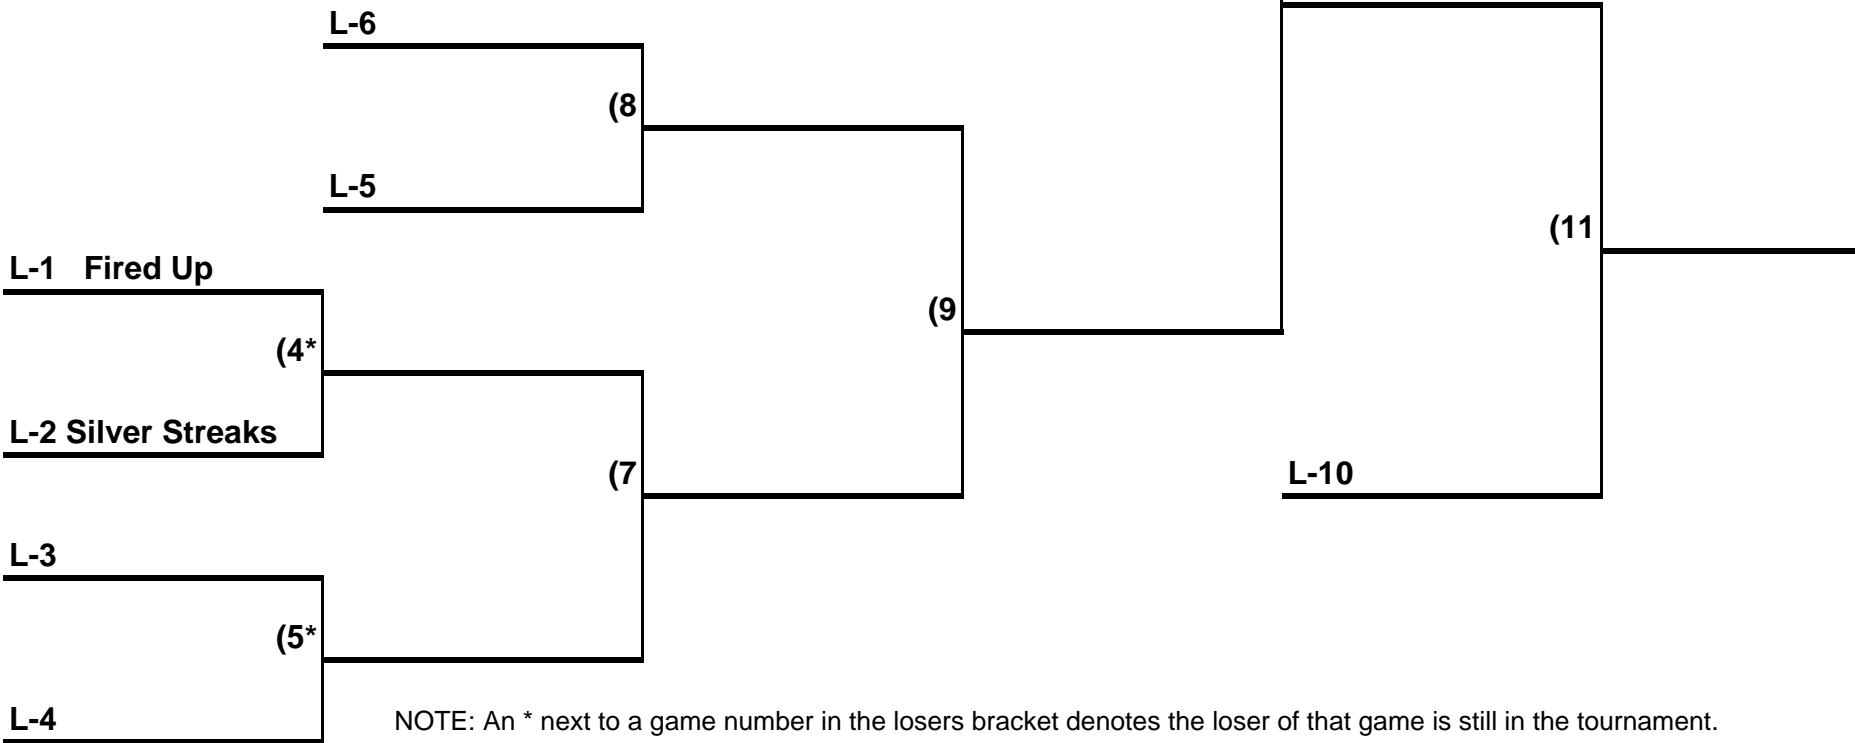 L-6
(8
L-5
(11
L-1 Fired Up
(9
(4*
L-2 Silver Streaks
(7
L-10
L-3
(5*
L-4
NOTE: An * next to a game number in the losers bracket denotes the loser of that game is still in the tournament.